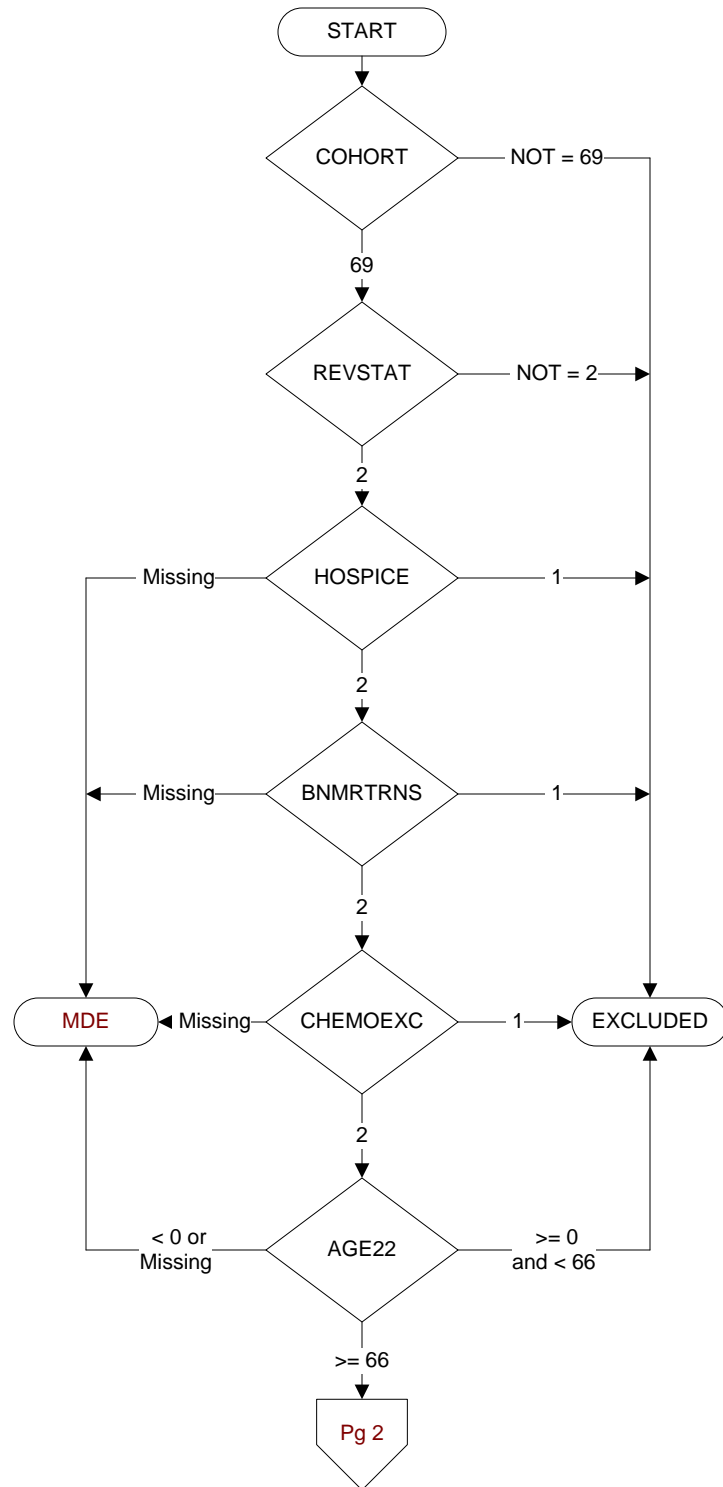 START
COHORT
NOT = 69
69
REVSTAT
NOT = 2
2
Missing
HOSPICE
1
2
Missing
BNMRTRNS
1
2
MDE
Missing
CHEMOEXC
1
EXCLUDED
2
< 0 or
Missing
AGE22
>= 0
and < 66
>= 66
Pg 2